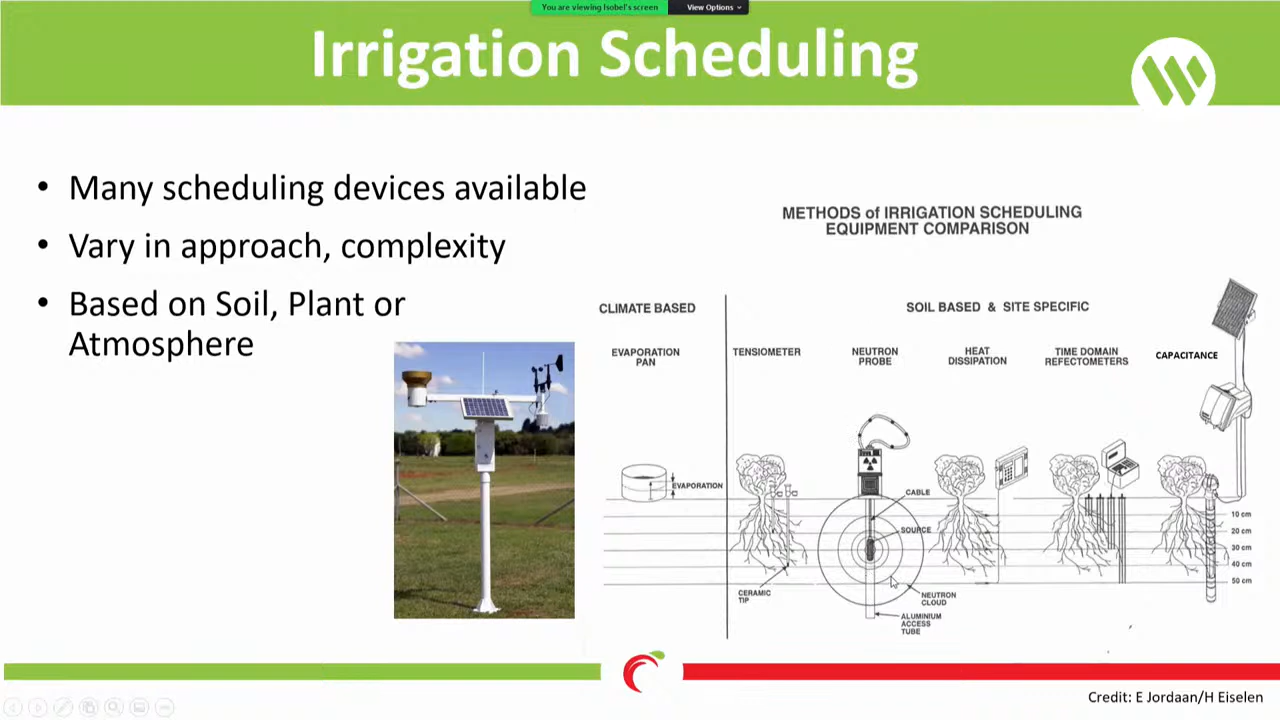 You are viewing Isobel's screen
View Options
Irrigation Scheduling
• Many scheduling devices available
• Vary in approach, complexity
• Based on Soil, Plant or
Atmosphere
METHODS of IRRIGATION SCHEDULING
EQUIPMENT COMPARISON
CLIMATE BASED
SOIL BASED & SITE SPECIFIC
EVAPORATION
PAN
TENSIOMETER
NEUTRON
PROBE
HEAT
DISSIPATION
TIME DOMAIN
REFECTOMETERS
CAPACITANCE
EVAPORATION
CABLE
SOURCE
10 cm
20 cm
30 cm
40 cm
50 cm
CERAMIC
TIP
NEUTRON
CLOUD
ALUMINIUM
ACCESS
TUBE
Credit: E Jordaan/H Eiselen